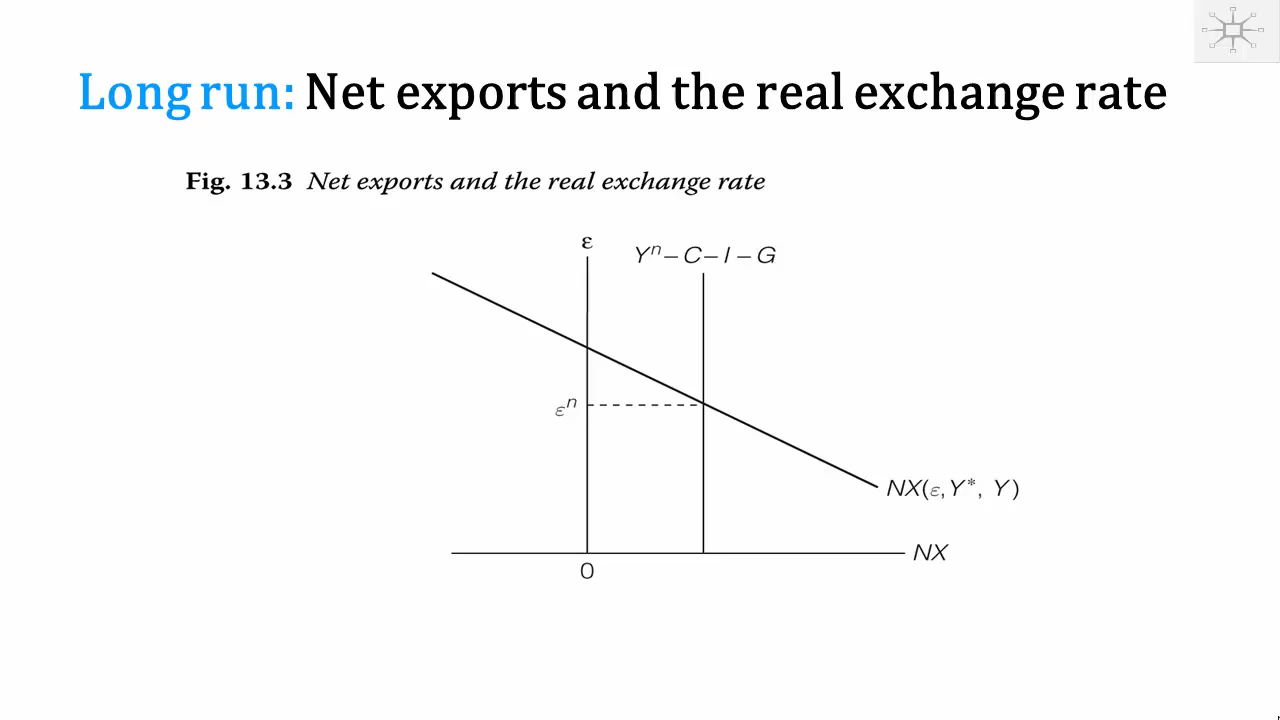 Long run: Net exports and the real exchange rate
Fig. 13.3 Net exports and the real exchange rate
ε
Yⁿ – C – I – G
εⁿ
NX(ε, Y*, Y)
NX
0